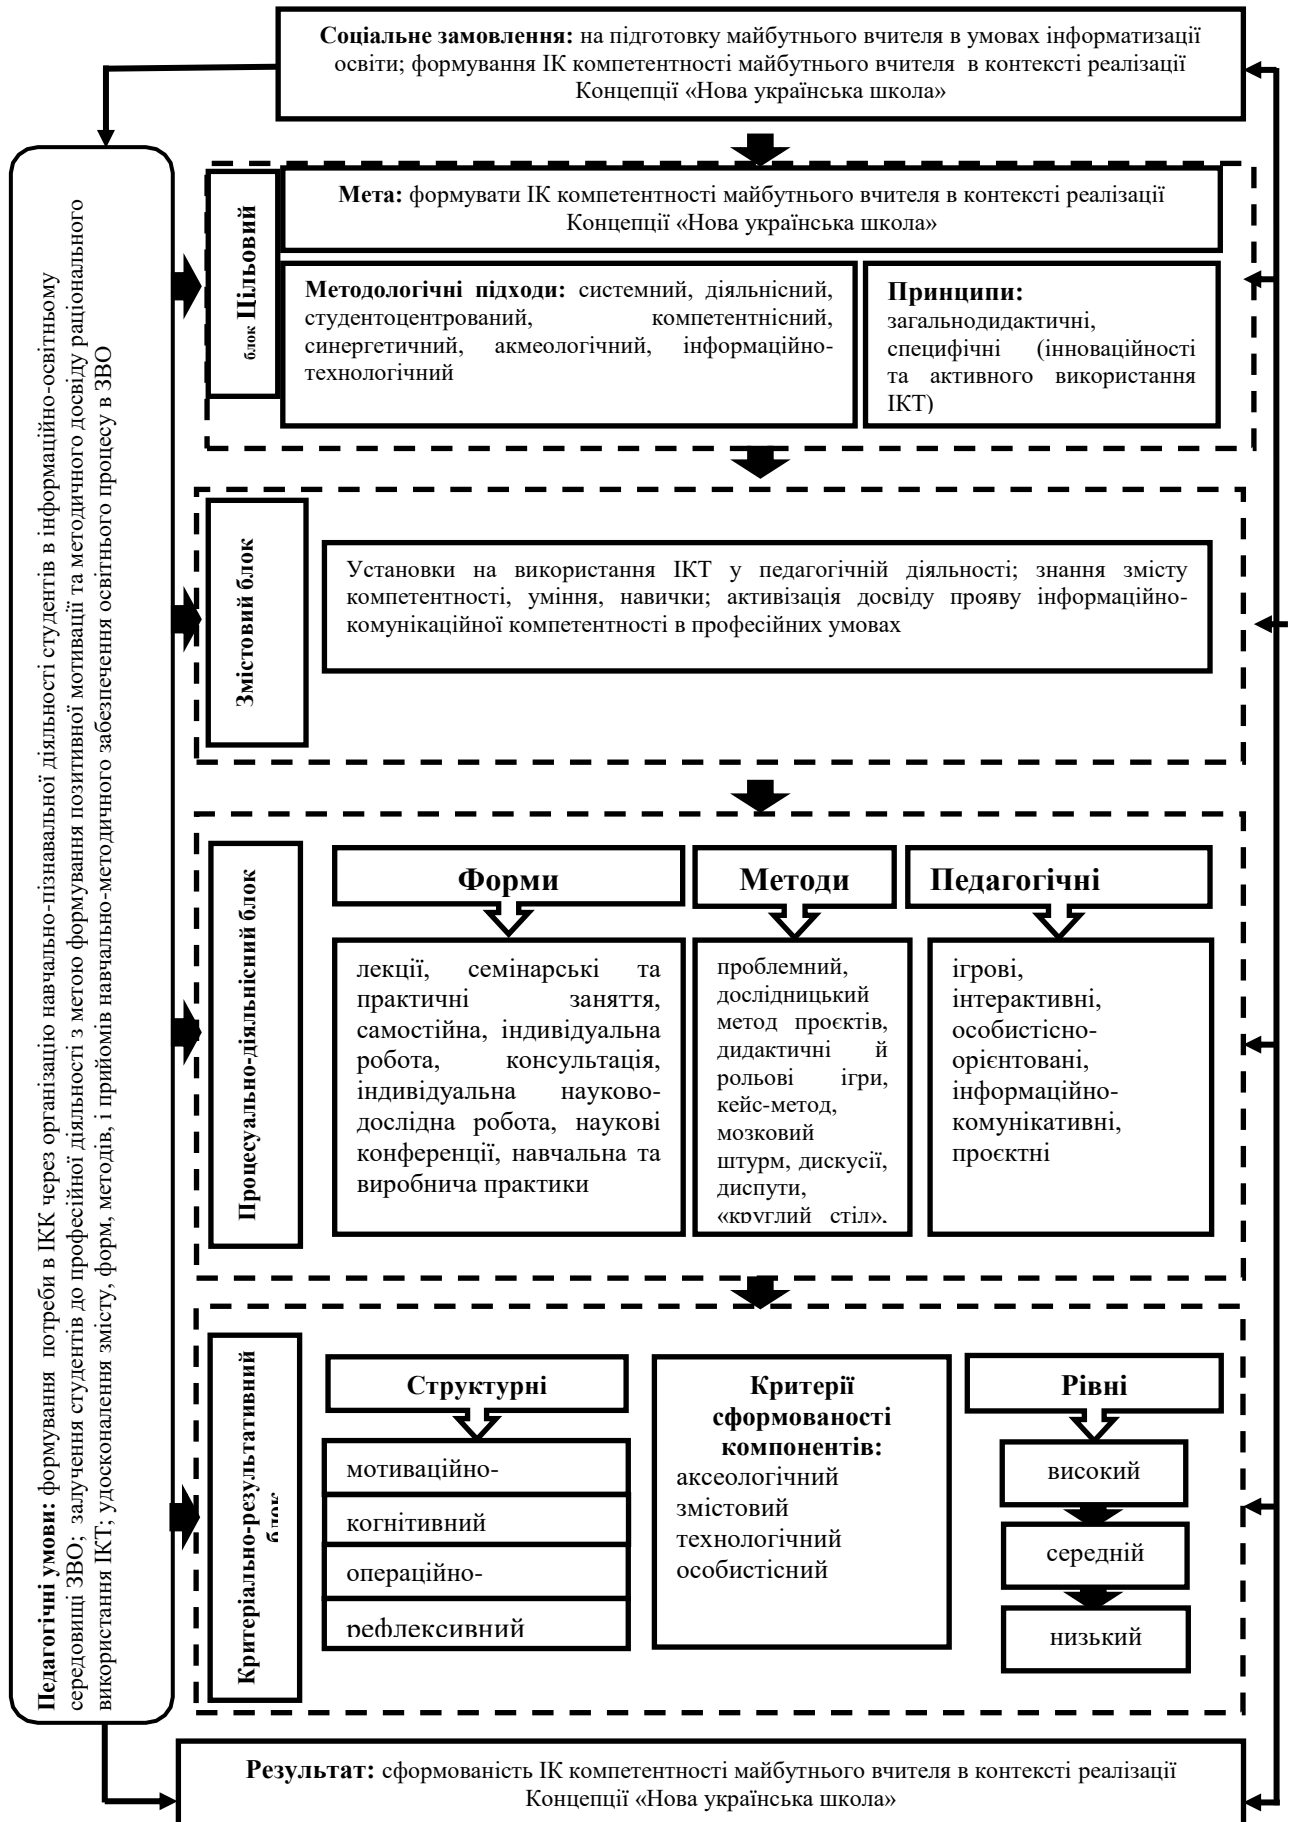 Соціальне замовлення: на підготовку майбутнього вчителя в умовах інформатизації
освіти; формування ІК компетентності майбутнього вчителя в контексті реалізації
Концепції «Нова українська школа»
Педагогічні умови: формування потреби в ІКК через організацію навчально-пізнавальної діяльності студентів в інформаційно-освітньому
середовищі ЗВО; залучення студентів до професійної діяльності з метою формування позитивної мотивації та методичного досвіду раціонального
використання ІКТ; удосконалення змісту, форм, методів, і прийомів навчально-методичного забезпечення освітнього процесу в ЗВО
блок Цільовий
Мета: формувати ІК компетентності майбутнього вчителя в контексті реалізації
Концепції «Нова українська школа»
Методологічні підходи: системний, діяльнісний,
студентоцентрований, компетентнісний,
синергетичний, акмеологічний, інформаційно-
технологічний
Принципи:
загальнодидактичні,
специфічні (інноваційності
та активного використання
ІКТ)
Змістовий блок
Установки на використання ІКТ у педагогічній діяльності; знання змісту
компетентності, уміння, навички; активізація досвіду прояву інформаційно-
комунікаційної компетентності в професійних умовах
Процесуально-діяльнісний блок
Форми
лекції, семінарські та
практичні заняття,
самостійна, індивідуальна
робота, консультація,
індивідуальна науково-
дослідна робота, наукові
конференції, навчальна та
виробнича практики
Методи
проблемний,
дослідницький
метод проєктів,
дидактичні й
рольові ігри,
кейс-метод,
мозковий
штурм, дискусії,
диспути,
«круглий стіл»,
Педагогічні
ігрові,
інтерактивні,
особистісно-
орієнтовані,
інформаційно-
комунікативні,
проєктні
Критеріально-результативний
блок
Структурні
мотиваційно-
когнітивний
операційно-
рефлексивний
Критерії
сформованості
компонентів:
аксеологічний
змістовий
технологічний
особистісний
Рівні
високий
середній
низький
Результат: сформованість ІК компетентності майбутнього вчителя в контексті реалізації
Концепції «Нова українська школа»